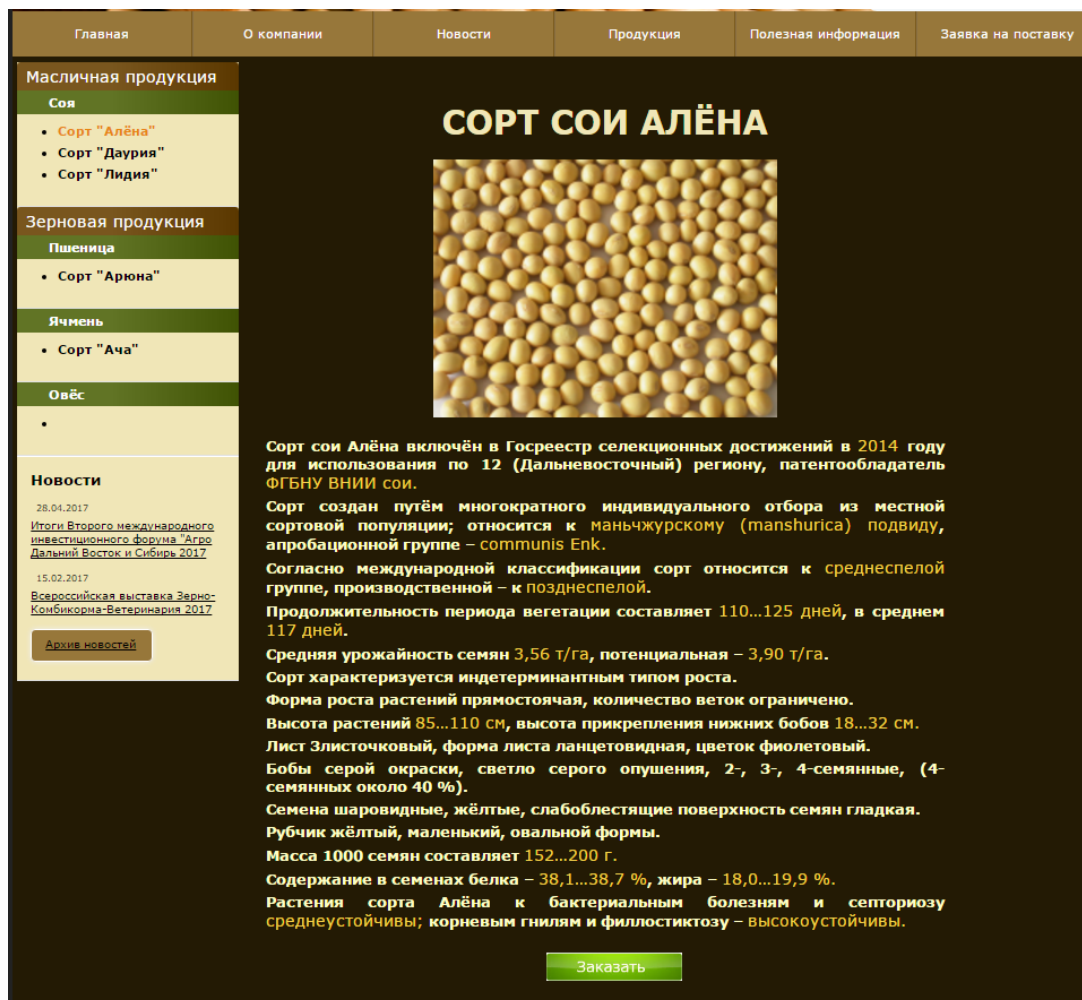 Главная
О компании
Новости
Продукция
Полезная информация
Заявка на поставку
Масличная продукция
Соя
Сорт "Алёна"
Сорт "Даурия"
Сорт "Лидия"
Зерновая продукция
Пшеница
Сорт "Арюна"
Ячмень
Сорт "Ача"
Овёс
Новости
28.04.2017
Итоги Второго международного
инвестиционного форума "Агро
Дальний Восток и Сибирь 2017
15.02.2017
Всероссийская выставка Зерно-
Комбикорма-Ветеринария 2017
Архив новостей
СОРТ СОИ АЛЁНА
Сорт сои Алёна включён в Госреестр селекционных достижений в 2014 году
для использования по 12 (Дальневосточный) региону, патентообладатель
ФГБНУ ВНИИ сои.
Сорт создан путём многократного индивидуального отбора из местной
сортовой популяции; относится к маньчжурскому (manshurica) подвиду,
апробационной группе – communis Enk.
Согласно международной классификации сорт относится к среднеспелой
группе, производственной – к позднеспелой.
Продолжительность периода вегетации составляет 110...125 дней, в среднем
117 дней.
Средняя урожайность семян 3,56 т/га, потенциальная – 3,90 т/га.
Сорт характеризуется индетерминантным типом роста.
Форма роста растений прямостоячая, количество веток ограничено.
Высота растений 85...110 см, высота прикрепления нижних бобов 18...32 см.
Лист 3листочковый, форма листа ланцетовидная, цветок фиолетовый.
Бобы серой окраски, светло серого опушения, 2-, 3-, 4-семянные, (4-
семянных около 40 %).
Семена шаровидные, жёлтые, слабоблестящие поверхность семян гладкая.
Рубчик жёлтый, маленький, овальной формы.
Масса 1000 семян составляет 152...200 г.
Содержание в семенах белка – 38,1...38,7 %, жира – 18,0...19,9 %.
Растения сорта Алёна к бактериальным болезням и септориозу
среднеустойчивы; корневым гнилям и филлостиктозу – высокоустойчивы.
Заказать